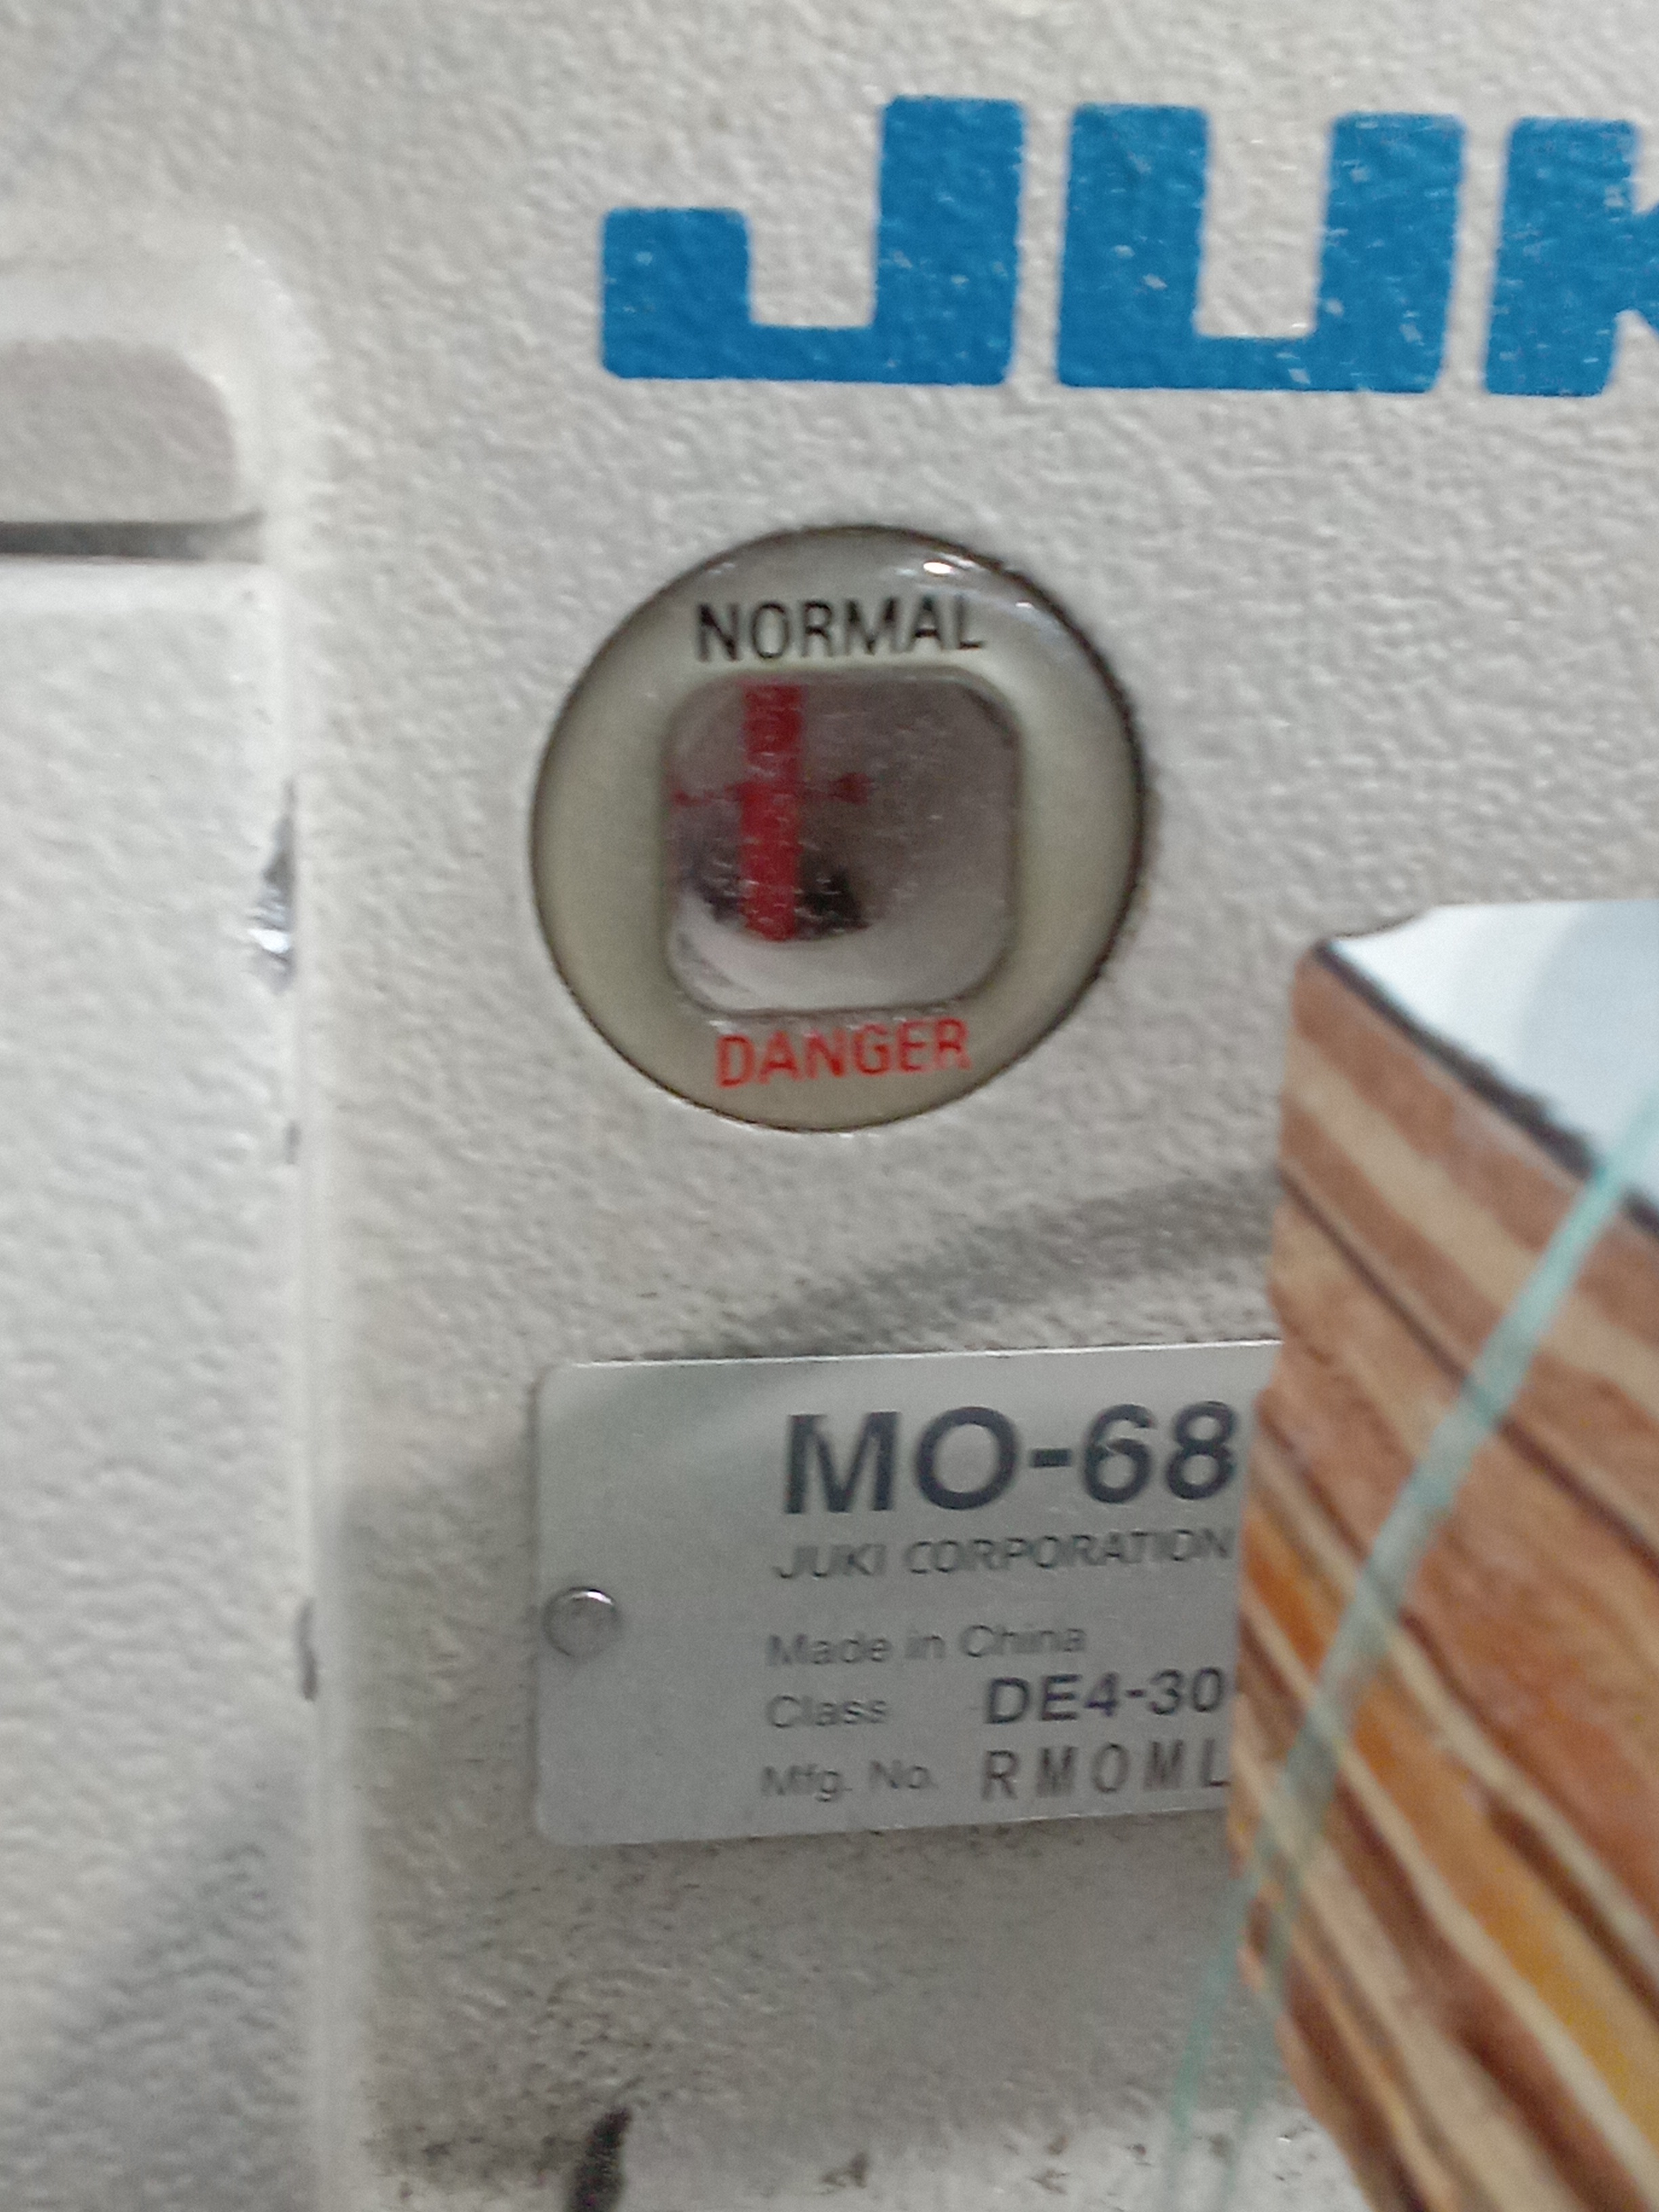 JUK
NORMAL
DANGER
MO-68
JUKI CORPORATION
Made in China
Class DE4-30
Mfg. No. RMOML